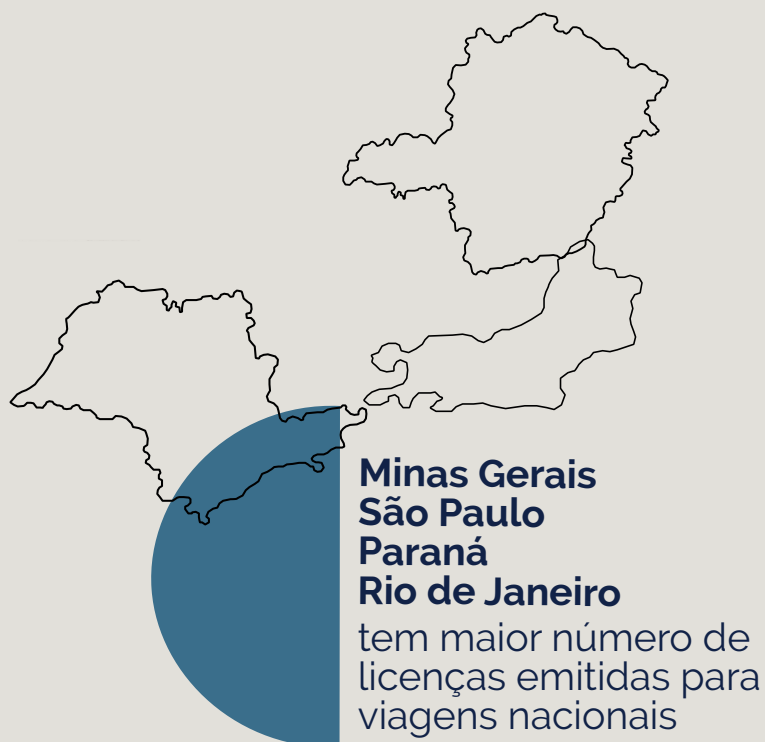 Minas Gerais
São Paulo
Paraná
Rio de Janeiro
tem maior número de
licenças emitidas para
viagens nacionais